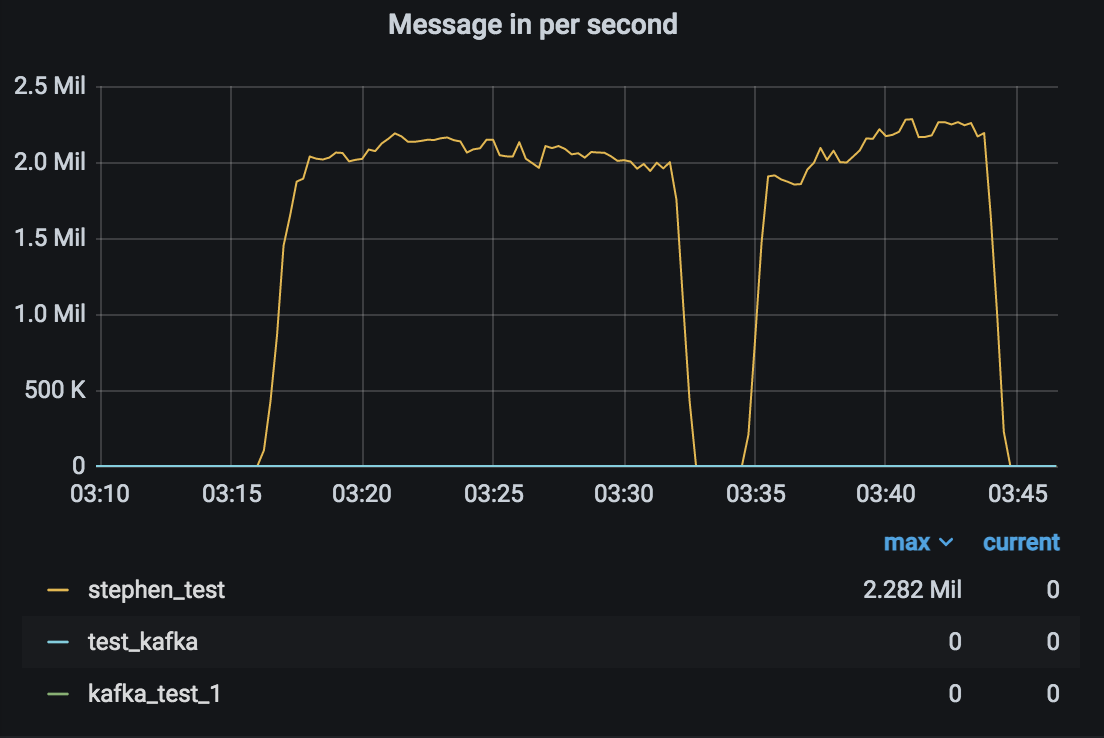 Message in per second
2.5 Mil
2.0 Mil
1.5 Mil
1.0 Mil
500 K
0
03:10 03:15 03:20 03:25 03:30 03:35 03:40 03:45
max current
stephen_test 2.282 Mil 0
test_kafka 0 0
kafka_test_1 0 0